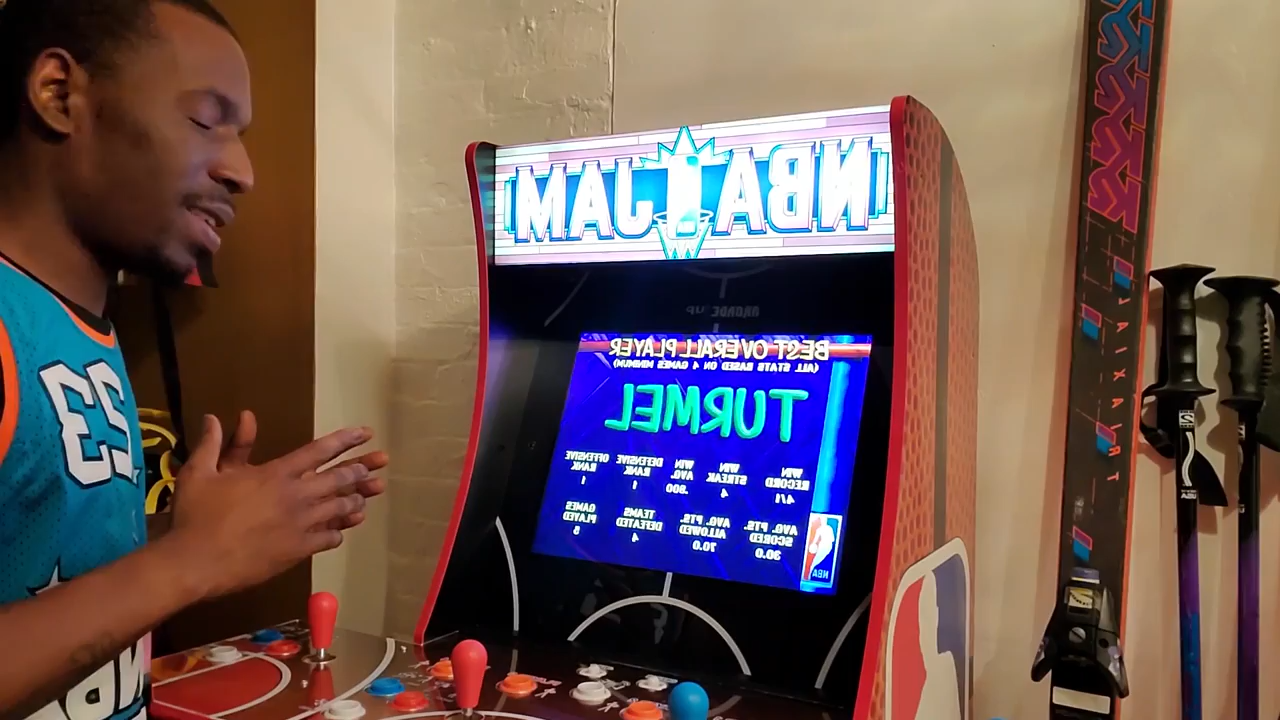 NBA JAM
ARCADE1UP
BEST OVERALL PLAYER
(ALL STATS BASED ON 4 GAMES MINIMUM)
TURMEL
WIN WIN WIN DEFENSIVE OFFENSIVE
RECORD STREAK AVG. RANK RANK
4/1 4 .800 1 1
AVG. PTS. AVG. PTS. TEAMS GAMES
SCORED ALLOWED DEFEATED PLAYED
30.0 70.0 4 5
NBA
23